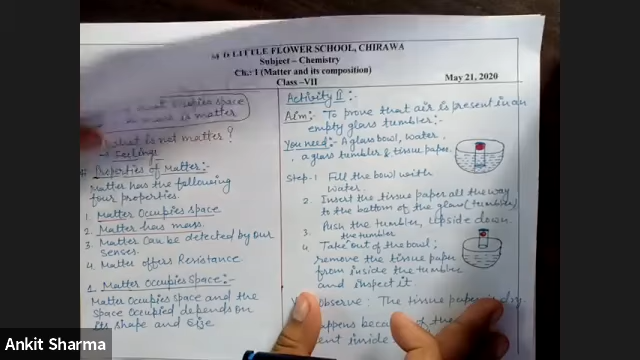 M D LITTLE FLOWER SCHOOL, CHIRAWA
Subject – Chemistry
Ch:1 (Matter and its composition)
Class –VII
May 21, 2020
occupies space
mass is matter
What is not matter?
→ Feelings
Properties of Matter:-
Matter has the following
four properties.
1. Matter Occupies space
2. Matter has mass.
3. Matter Can be detected by our
senses.
4. Matter offers Resistance.
1. Matter Occupies Space:-
Matter Occupies space and the
space Occupied depends on
its shape and Size
Activity II:-
Aim:- To prove that air is present in an
empty glass tumbler:-
You need:- A glass bowl, water,
a glass tumbler & tissue paper.
Step-1 Fill the bowl with
water.
2. Insert the tissue paper all the way
to the bottom of the glass (tumbler)
3. Push the tumbler, upside down
the tumbler
4. Take out of the bowl;
remove the tissue paper
from inside the tumbler
and inspect it
Observe: The tissue paper is dry
happens because of the
inside
Ankit Sharma